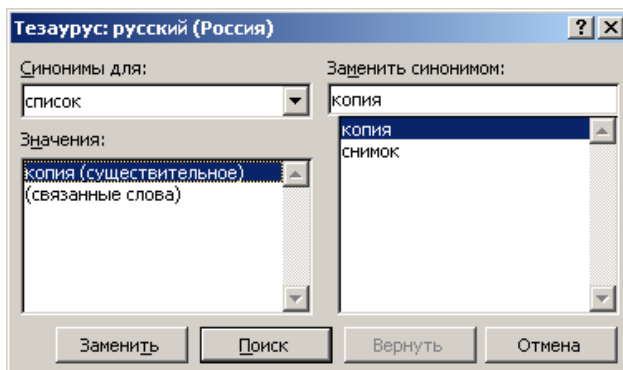 Тезаурус: русский (Россия)
Синонимы для:
список
Значения:
копия (существительное)
(связанные слова)
Заменить синонимом:
копия
копия
снимок
Заменить
Поиск
Вернуть
Отмена